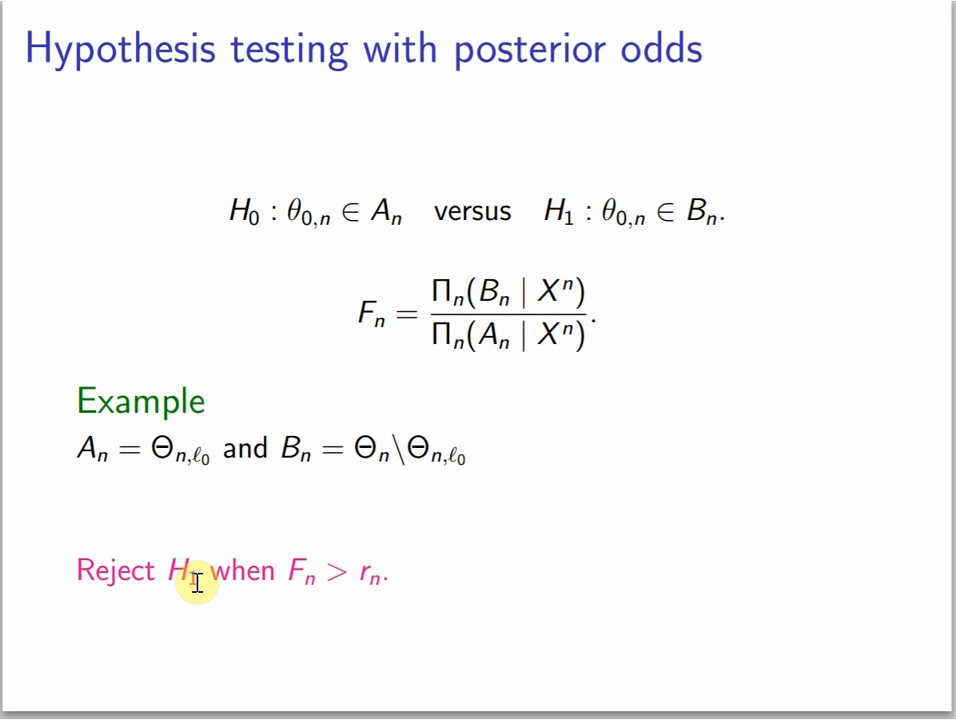 Hypothesis testing with posterior odds
H₀ : θ₀,ₙ ∈ Aₙ versus H₁ : θ₀,ₙ ∈ Bₙ.
Fₙ = Πₙ(Bₙ | Xⁿ) / Πₙ(Aₙ | Xⁿ).
Example
Aₙ = Θₙ,ℓ₀ and Bₙ = Θₙ\Θₙ,ℓ₀
Reject H₁ when Fₙ > rₙ.